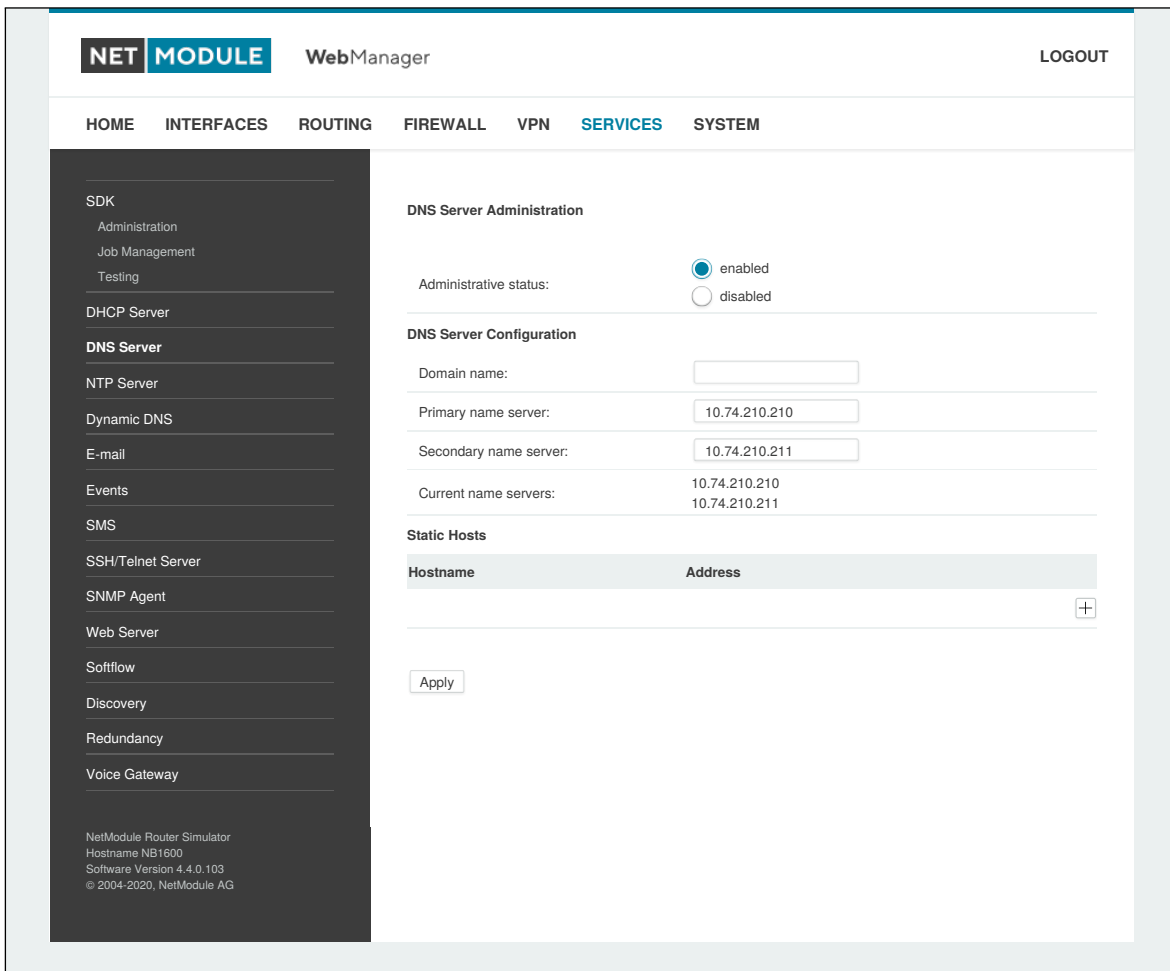 NET MODULE WebManager LOGOUT
HOME INTERFACES ROUTING FIREWALL VPN SERVICES SYSTEM
SDK
Administration
Job Management
Testing
DHCP Server
DNS Server
NTP Server
Dynamic DNS
E-mail
Events
SMS
SSH/Telnet Server
SNMP Agent
Web Server
Softflow
Discovery
Redundancy
Voice Gateway
NetModule Router Simulator
Hostname NB1600
Software Version 4.4.0.103
© 2004-2020, NetModule AG
DNS Server Administration
Administrative status:
enabled
disabled
DNS Server Configuration
Domain name:
Primary name server: 10.74.210.210
Secondary name server: 10.74.210.211
Current name servers:
10.74.210.210
10.74.210.211
Static Hosts
Hostname Address
Apply